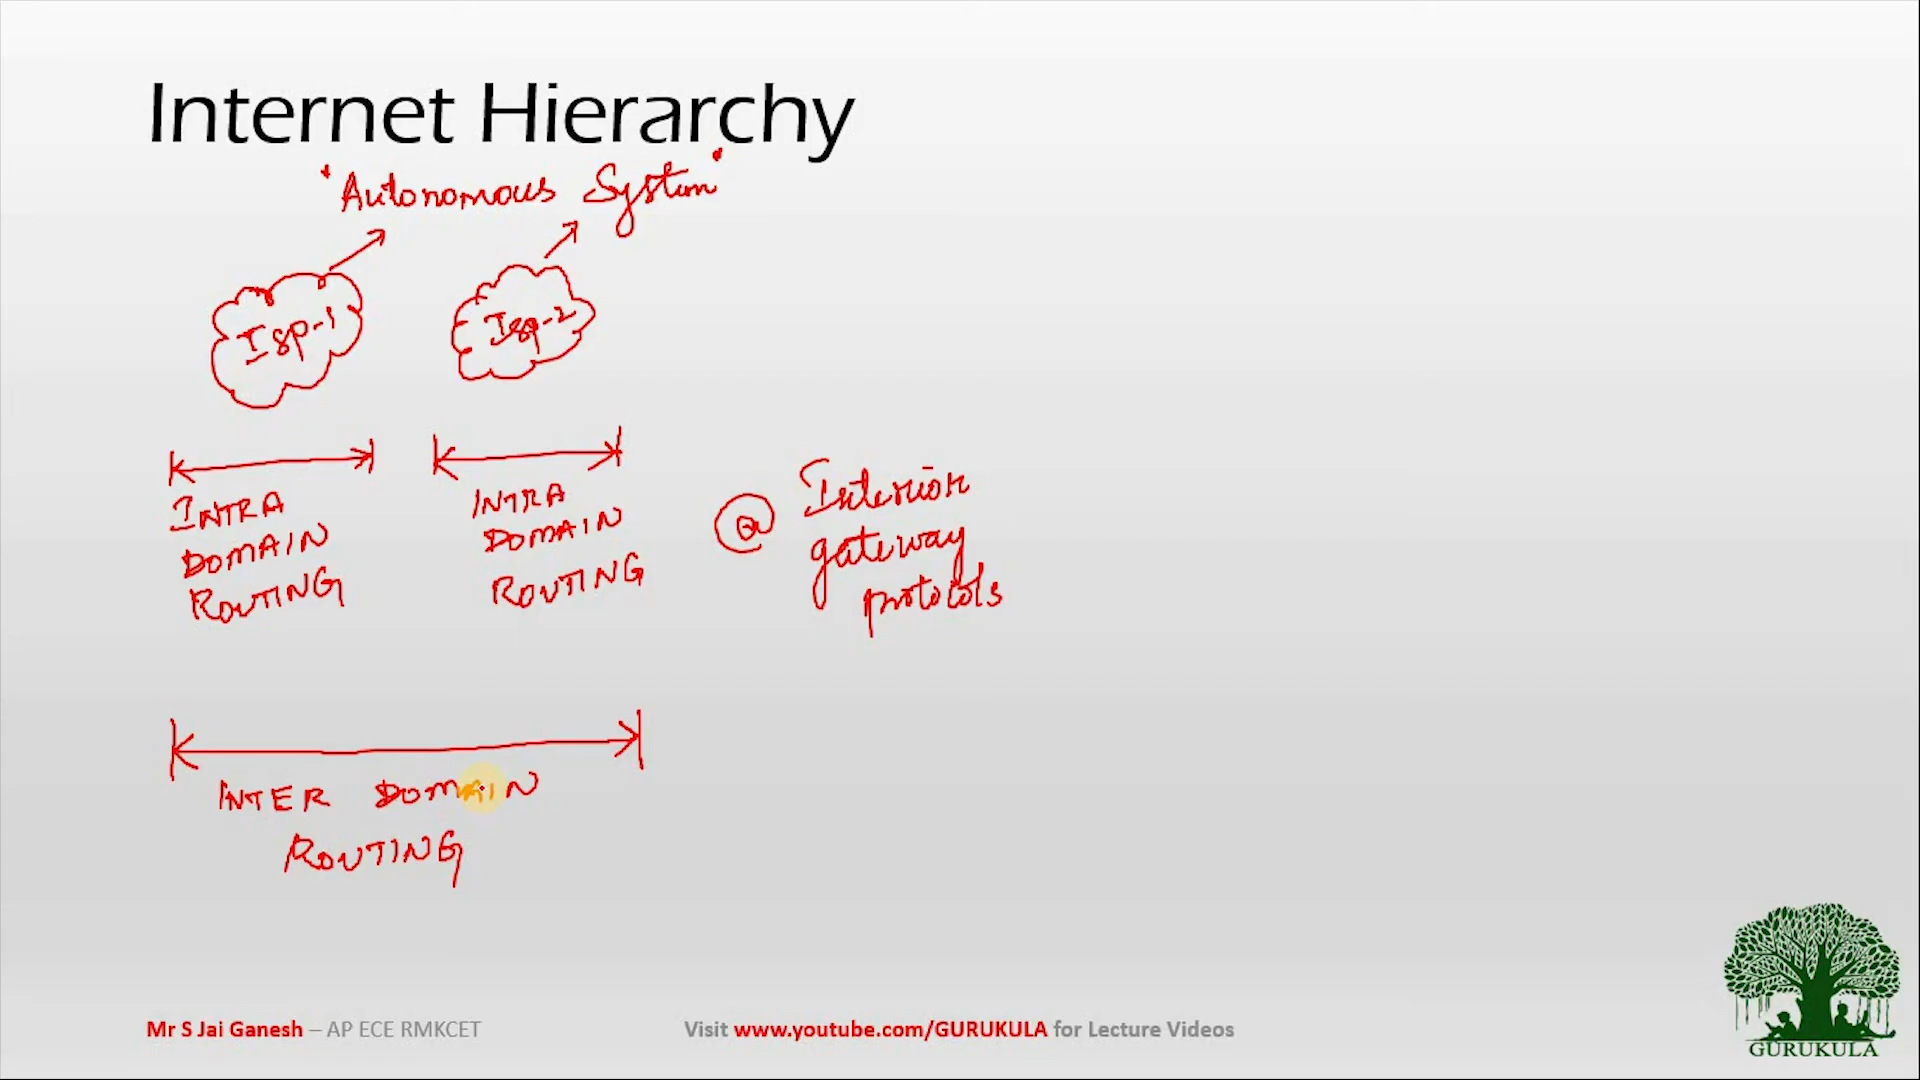 Internet Hierarchy
"Autonomous System"
Isp-1
Isp-2
INTRA
DOMAIN
ROUTING
INTRA
DOMAIN
ROUTING
@ Interior
gateway
protocols
INTER DOMAIN
ROUTING
Mr S Jai Ganesh – AP ECE RMKCET
Visit www.youtube.com/GURUKULA for Lecture Videos
GURUKULA